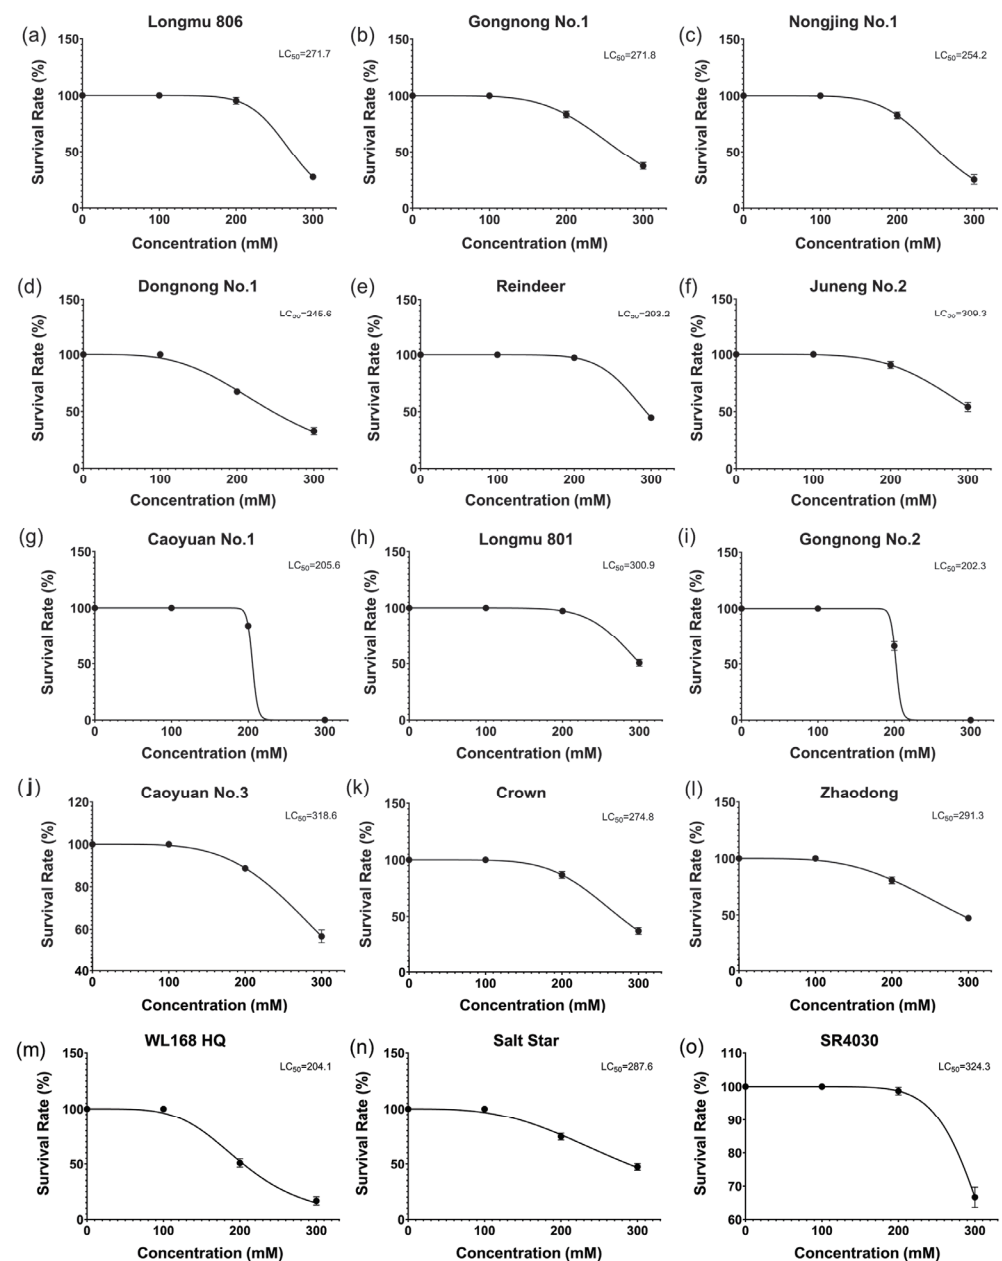 (a)
Longmu 806
LC50=271.7
Survival Rate (%)
150
100
50
0
0 100 200 300
Concentration (mM)
(b)
Gongnong No.1
LC50=271.8
Survival Rate (%)
150
100
50
0
0 100 200 300
Concentration (mM)
(c)
Nongjing No.1
LC50=254.2
Survival Rate (%)
150
100
50
0
0 100 200 300
Concentration (mM)
(d)
Dongnong No.1
Survival Rate (%)
150
100
50
0
0 100 200 300
Concentration (mM)
(e)
Reindeer
Survival Rate (%)
150
100
50
0
0 100 200 300
Concentration (mM)
(f)
Juneng No.2
Survival Rate (%)
150
100
50
0
0 100 200 300
Concentration (mM)
(g)
Caoyuan No.1
LC50=205.6
Survival Rate (%)
150
100
50
0
0 100 200 300
Concentration (mM)
(h)
Longmu 801
LC50=300.9
Survival Rate (%)
150
100
50
0
0 100 200 300
Concentration (mM)
(i)
Gongnong No.2
LC50=202.3
Survival Rate (%)
150
100
50
0
0 100 200 300
Concentration (mM)
(j)
Caoyuan No.3
LC50=318.6
Survival Rate (%)
120
100
80
60
40
0 100 200 300
Concentration (mM)
(k)
Crown
LC50=274.8
Survival Rate (%)
150
100
50
0
0 100 200 300
Concentration (mM)
(l)
Zhaodong
LC50=291.3
Survival Rate (%)
150
100
50
0
0 100 200 300
Concentration (mM)
(m)
WL168 HQ
LC50=204.1
Survival Rate (%)
150
100
50
0
0 100 200 300
Concentration (mM)
(n)
Salt Star
LC50=287.6
Survival Rate (%)
150
100
50
0
0 100 200 300
Concentration (mM)
(o)
SR4030
LC50=324.3
Survival Rate (%)
110
100
90
80
70
60
0 100 200 300
Concentration (mM)